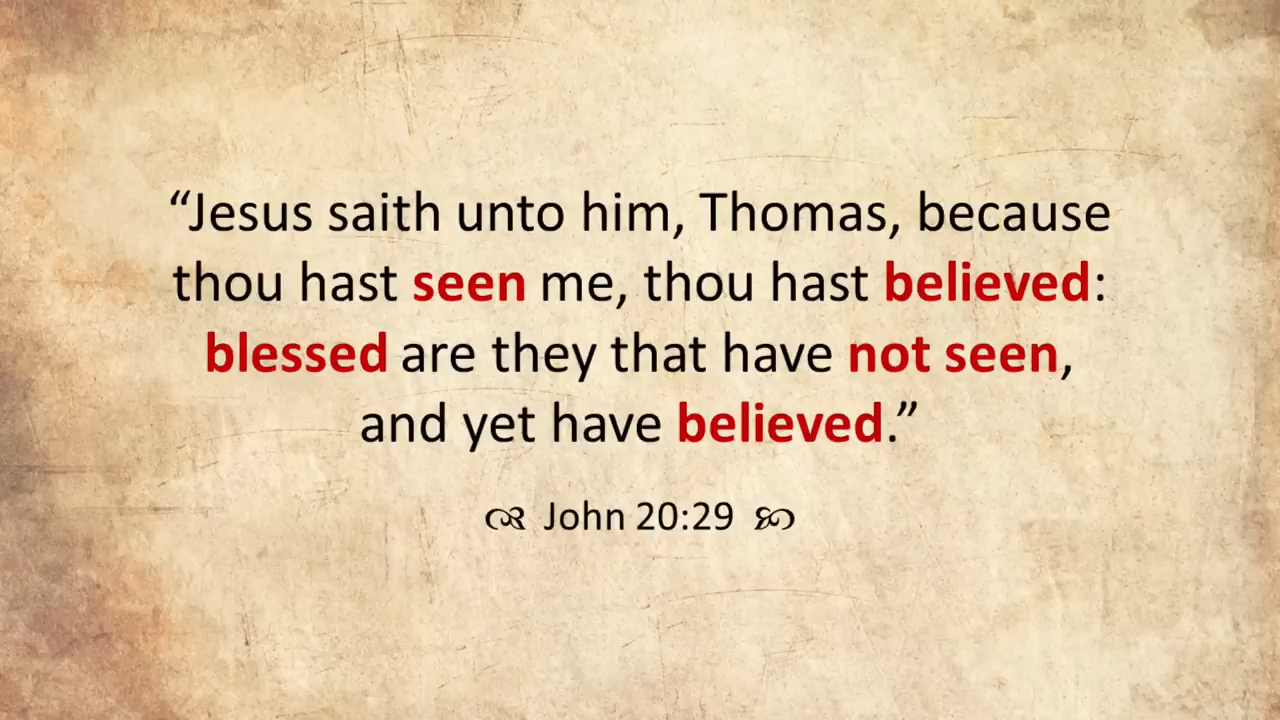 “Jesus saith unto him, Thomas, because
thou hast seen me, thou hast believed:
blessed are they that have not seen,
and yet have believed.”
John 20:29